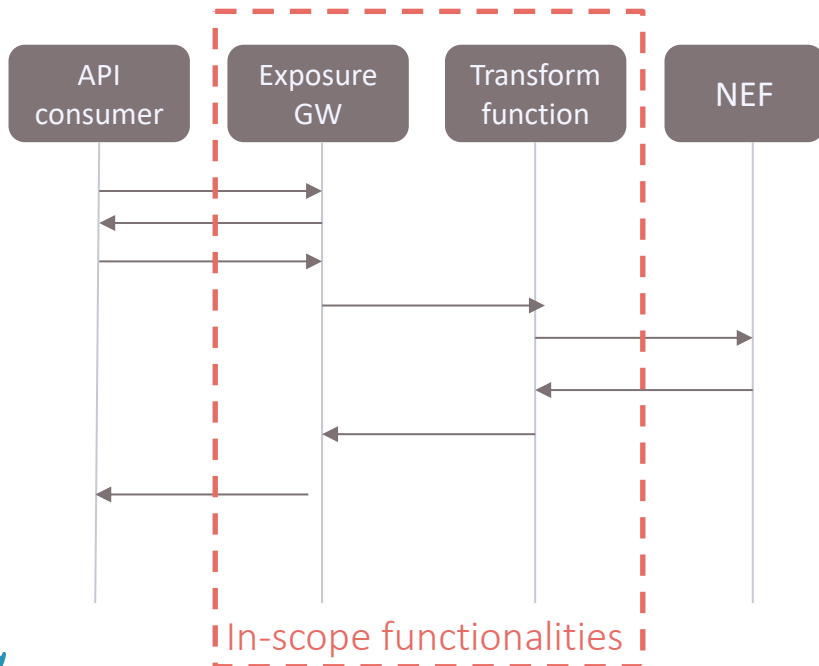 API
consumer
Exposure
GW
Transform
function
NEF
In-scope functionalities